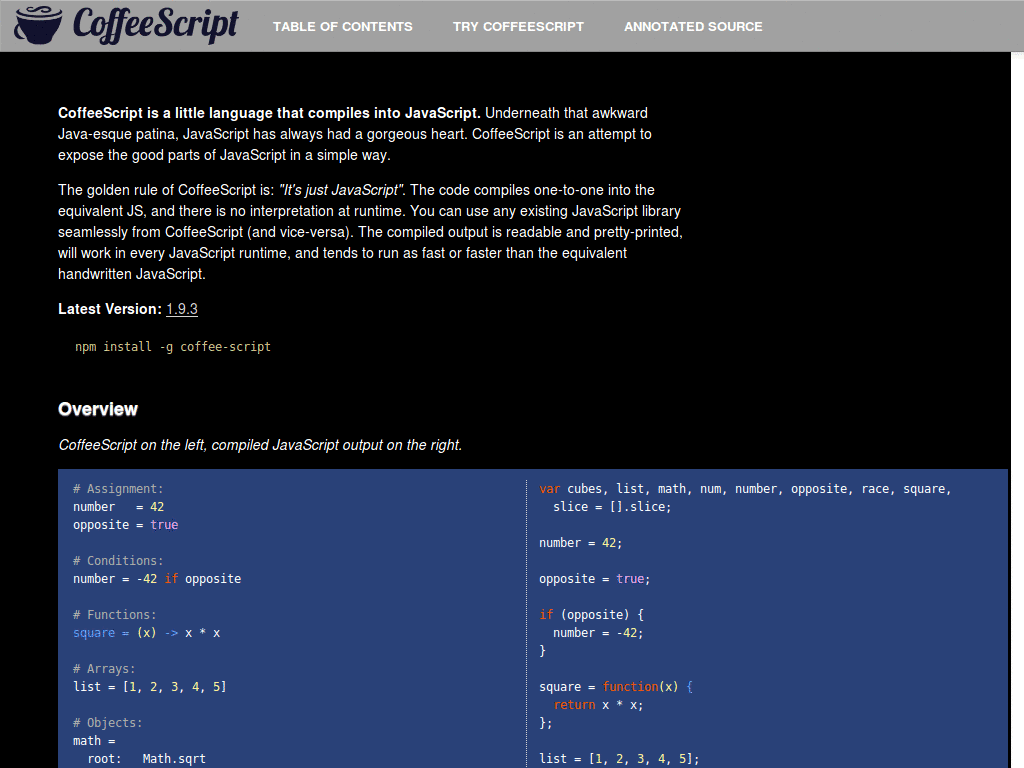 CoffeeScript
TABLE OF CONTENTS
TRY COFFEESCRIPT
ANNOTATED SOURCE
CoffeeScript is a little language that compiles into JavaScript. Underneath that awkward
Java-esque patina, JavaScript has always had a gorgeous heart. CoffeeScript is an attempt to
expose the good parts of JavaScript in a simple way.
The golden rule of CoffeeScript is: "It's just JavaScript". The code compiles one-to-one into the
equivalent JS, and there is no interpretation at runtime. You can use any existing JavaScript library
seamlessly from CoffeeScript (and vice-versa). The compiled output is readable and pretty-printed,
will work in every JavaScript runtime, and tends to run as fast or faster than the equivalent
handwritten JavaScript.
Latest Version: 1.9.3
npm install -g coffee-script
Overview
CoffeeScript on the left, compiled JavaScript output on the right.
# Assignment:
number   = 42
opposite = true
# Conditions:
number = -42 if opposite
# Functions:
square = (x) -> x * x
# Arrays:
list = [1, 2, 3, 4, 5]
# Objects:
math =
  root:   Math.sqrt
var cubes, list, math, num, number, opposite, race, square,
  slice = [].slice;
number = 42;
opposite = true;
if (opposite) {
  number = -42;
}
square = function(x) {
  return x * x;
};
list = [1, 2, 3, 4, 5];